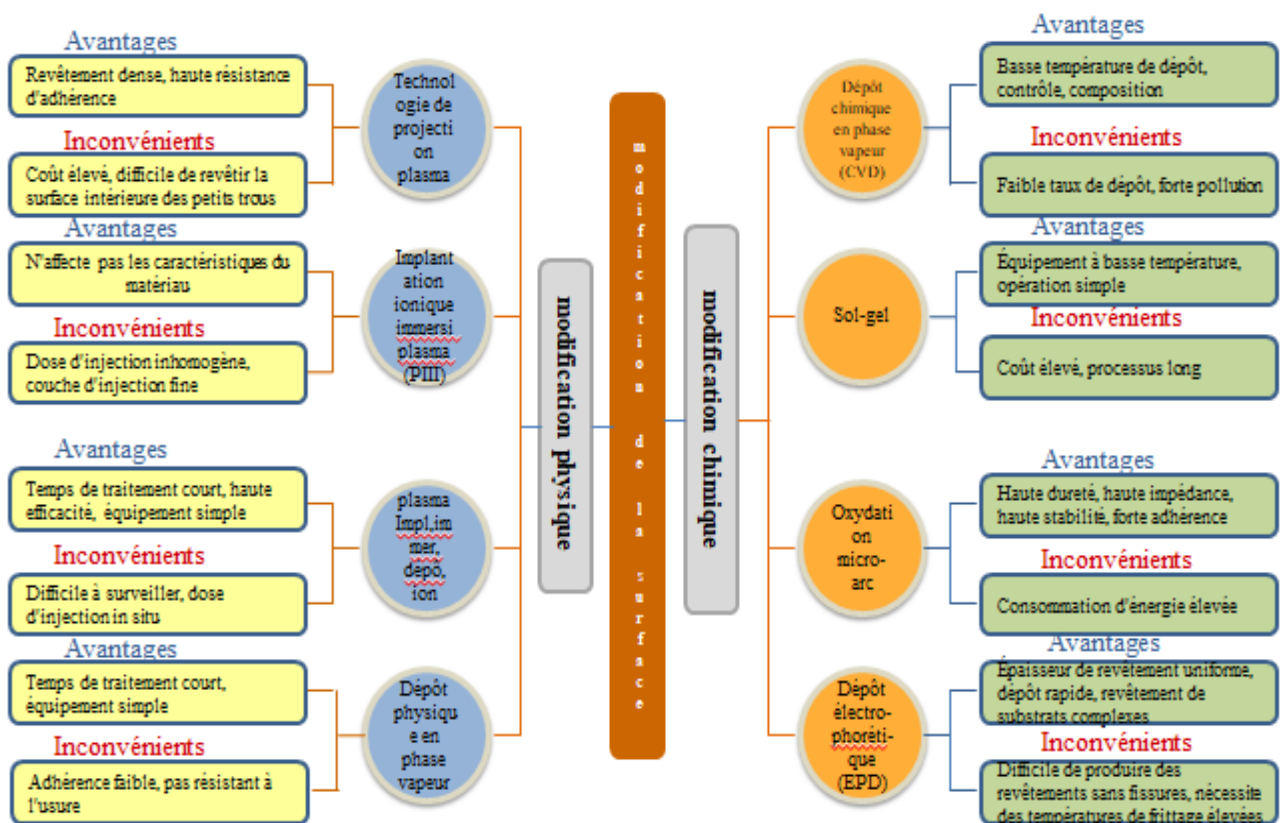 Avantages
Revêtement dense, haute résistance
d'adhérence
Inconvénients
Coût élevé, difficile de revêtir la
surface intérieure des petits trous
Technol
ogie de
projecti
on
plasma
Avantages
N'affecte pas les caractéristiques du
matériau
Inconvénients
Dose d'injection inhomogène,
couche d'injection fine
Implant
ation
ionique
immersi
plasma
(PIII)
Avantages
Temps de traitement court, haute
efficacité, équipement simple
Inconvénients
Difficile à surveiller, dose
d'injection in situ
plasma
Impl,im
mer,
depô,
ion
Avantages
Temps de traitement court,
équipement simple
Inconvénients
Adhérence faible, pas résistant à
l'usure
Dépôt
physiqu
e en
phase
vapeur
modification physique
modification de la surface
modification chimique
Dépôt
chimique
en phase
vapeur
(CVD)
Avantages
Basse température de dépôt,
contrôle, composition
Inconvénients
Faible taux de dépôt, forte pollution
Sol-gel
Avantages
Équipement à basse température,
opération simple
Inconvénients
Coût élevé, processus long
Oxydati
on
micro-
arc
Avantages
Haute dureté, haute impédance,
haute stabilité, forte adhérence
Inconvénients
Consommation d'énergie élevée
Dépôt
électro-
phoréti-
que
(EPD)
Avantages
Épaisseur de revêtement uniforme,
dépôt rapide, revêtement de
substrats complexes
Inconvénients
Difficile de produire des
revêtements sans fissures, nécessite
des températures de frittage élevées